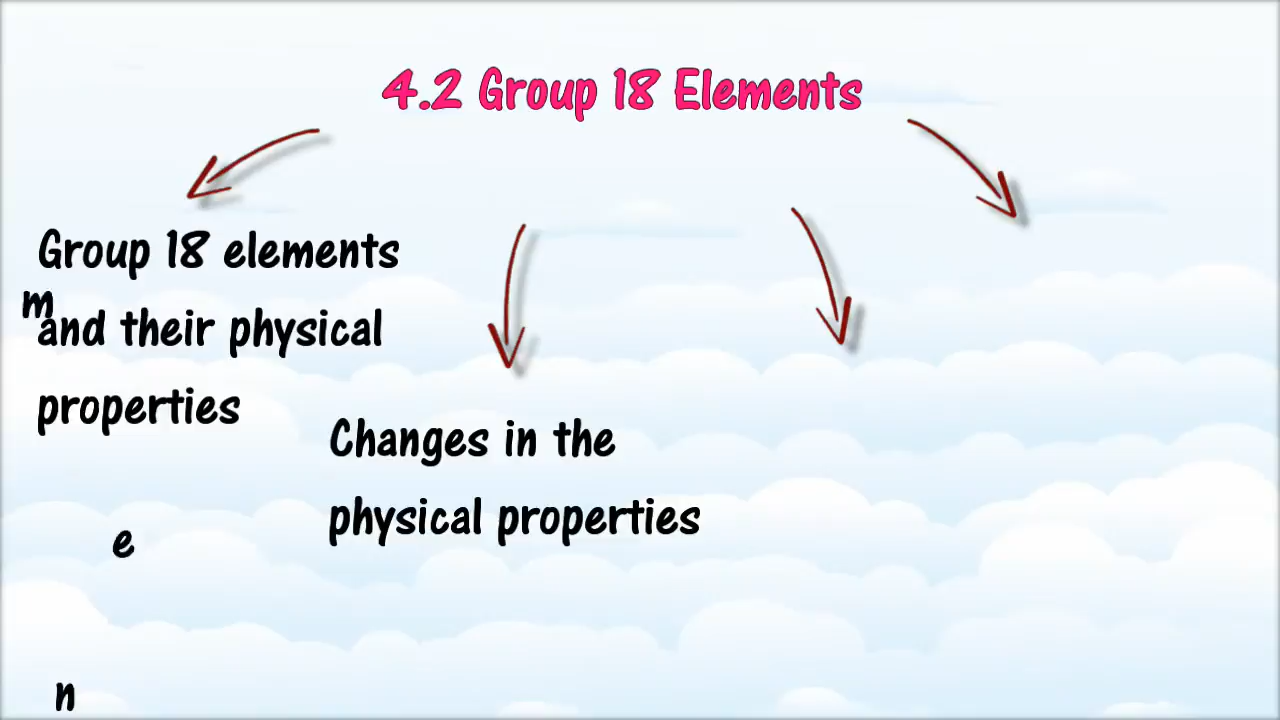 4.2 Group 18 Elements
Group 18 elements
m
and their physical
properties
Changes in the
physical properties
e
n